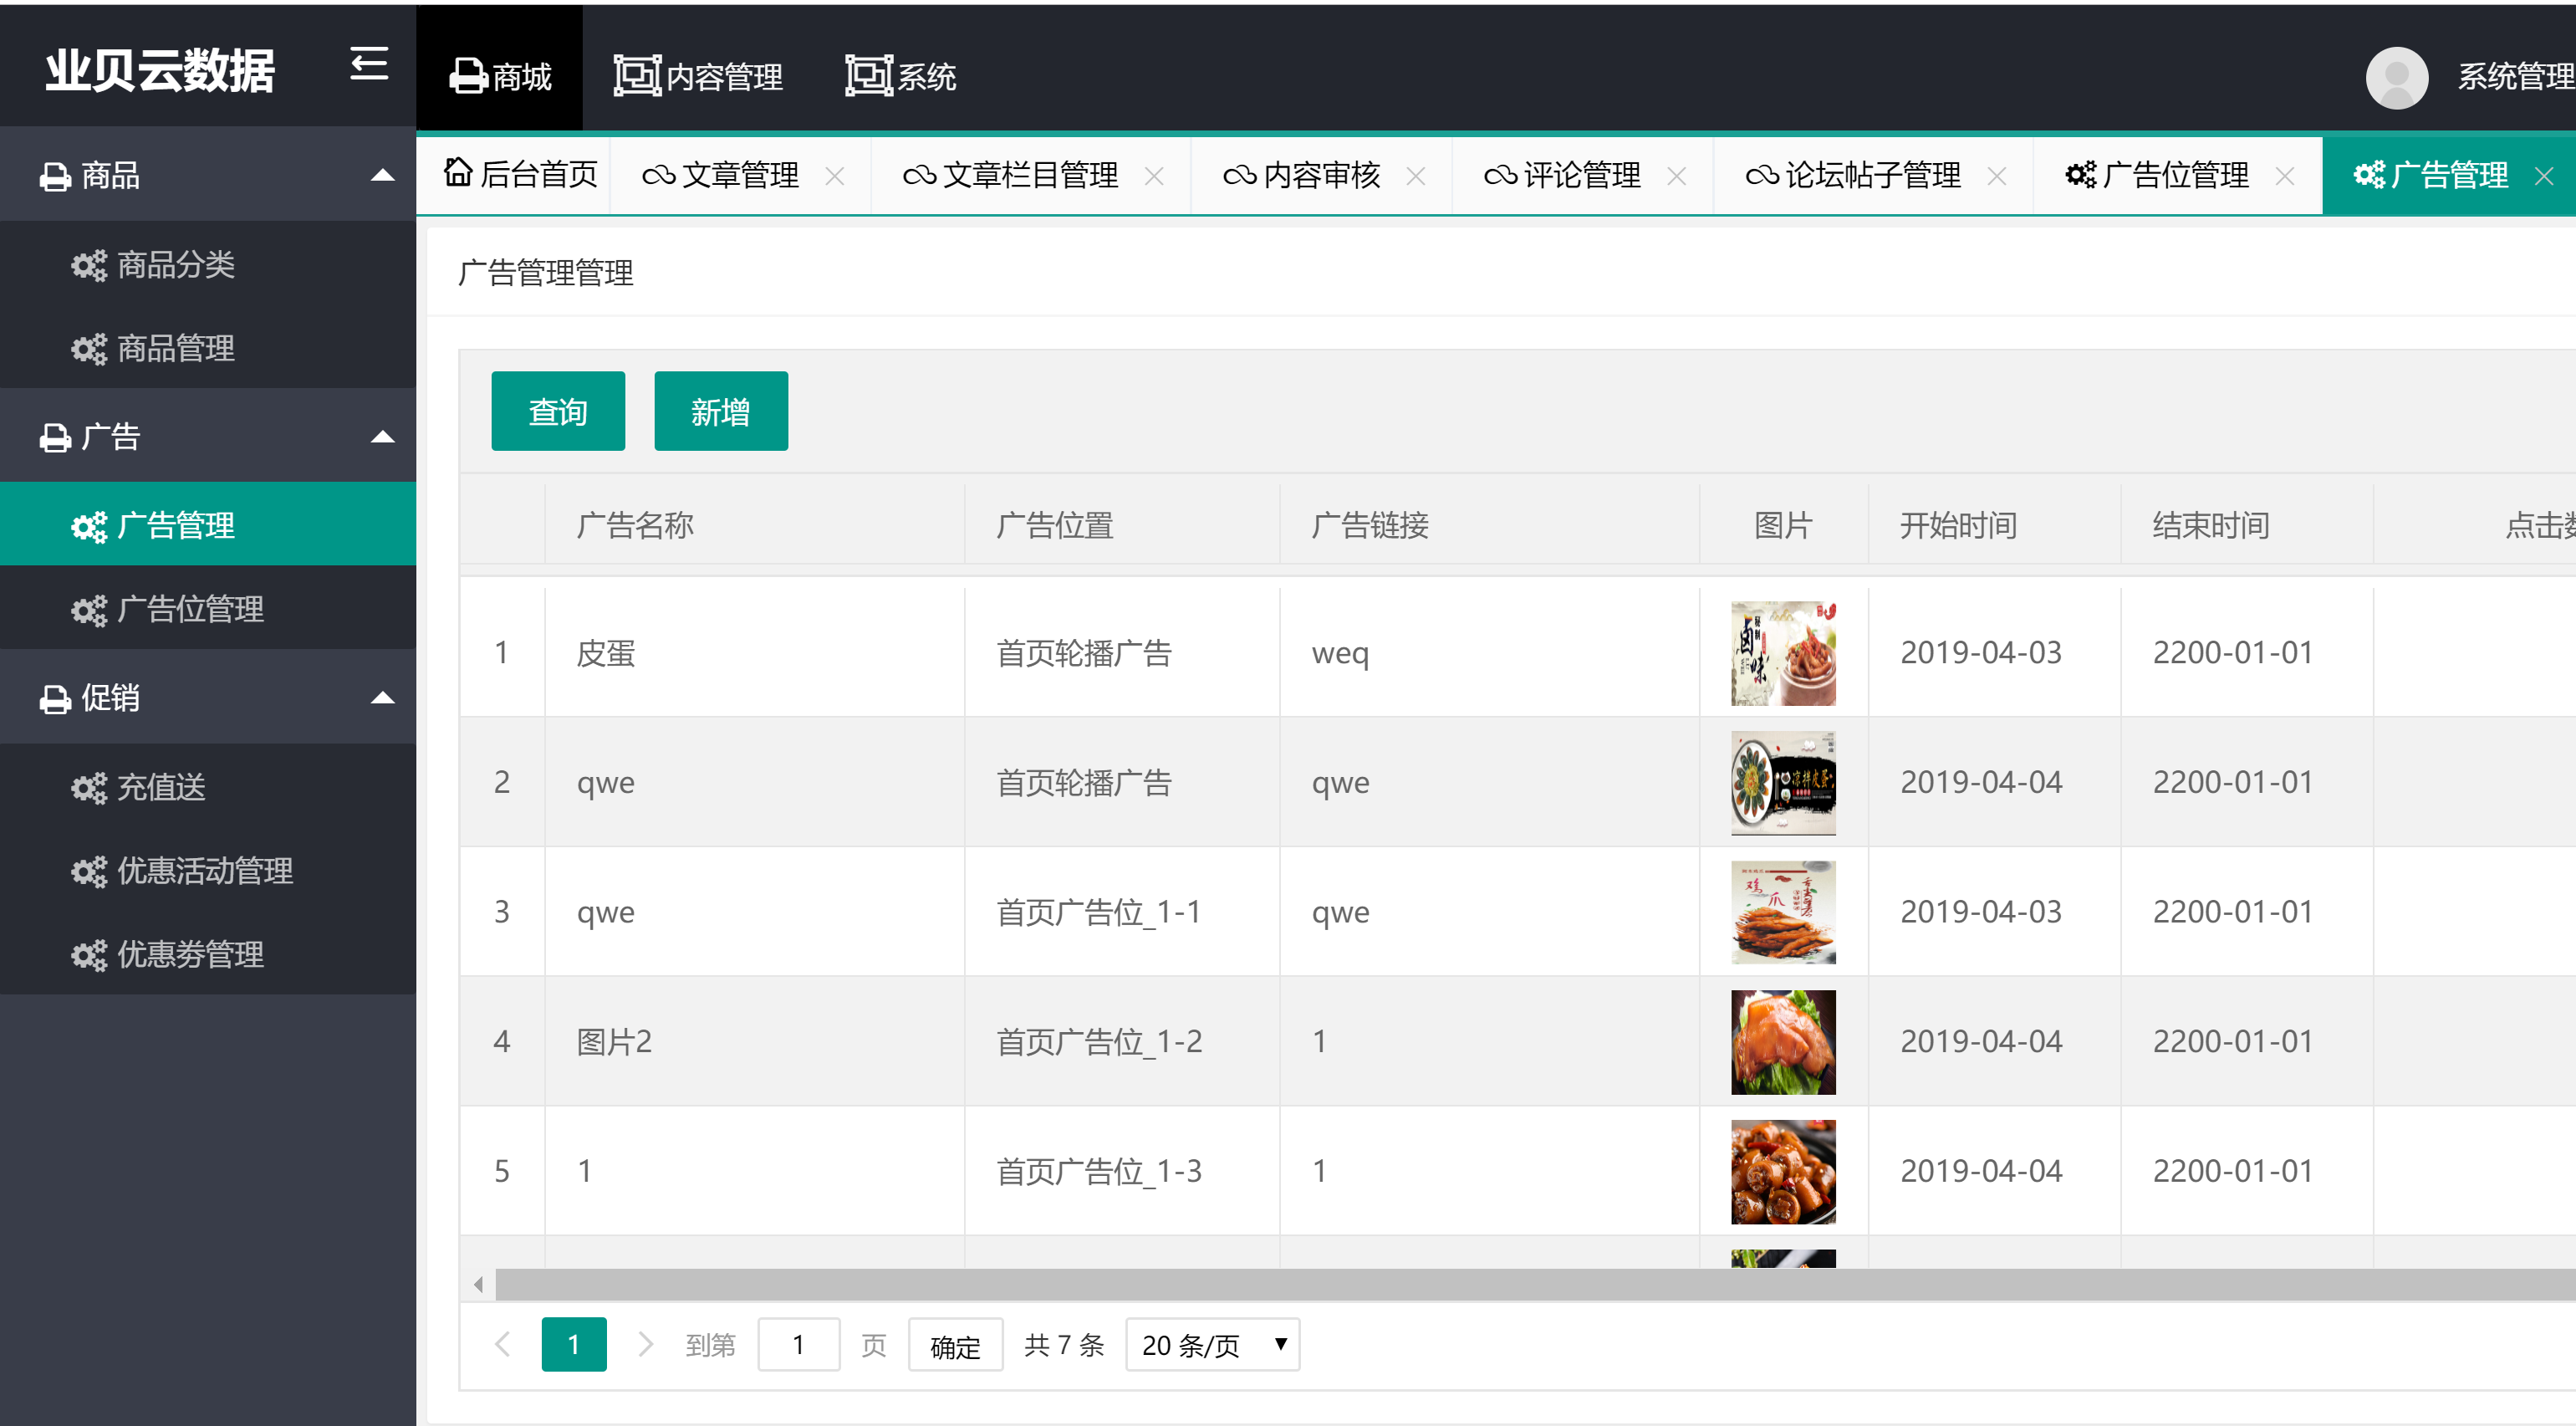 业贝云数据
商城 内容管理 系统 系统管理
后台首页 文章管理 文章栏目管理 内容审核 评论管理 论坛帖子管理 广告位管理 广告管理
商品
商品分类
商品管理
广告
广告管理
广告位管理
促销
充值送
优惠活动管理
优惠券管理
广告管理管理
查询 新增
广告名称 广告位置 广告链接 图片 开始时间 结束时间 点击数
1 皮蛋 首页轮播广告 weq 卤味 2019-04-03 2200-01-01
2 qwe 首页轮播广告 qwe 凉拌皮蛋 2019-04-04 2200-01-01
3 qwe 首页广告位_1-1 qwe 鸡爪 2019-04-03 2200-01-01
4 图片2 首页广告位_1-2 1 2019-04-04 2200-01-01
5 1 首页广告位_1-3 1 2019-04-04 2200-01-01
1 到第 1 页 确定 共 7 条 20 条/页